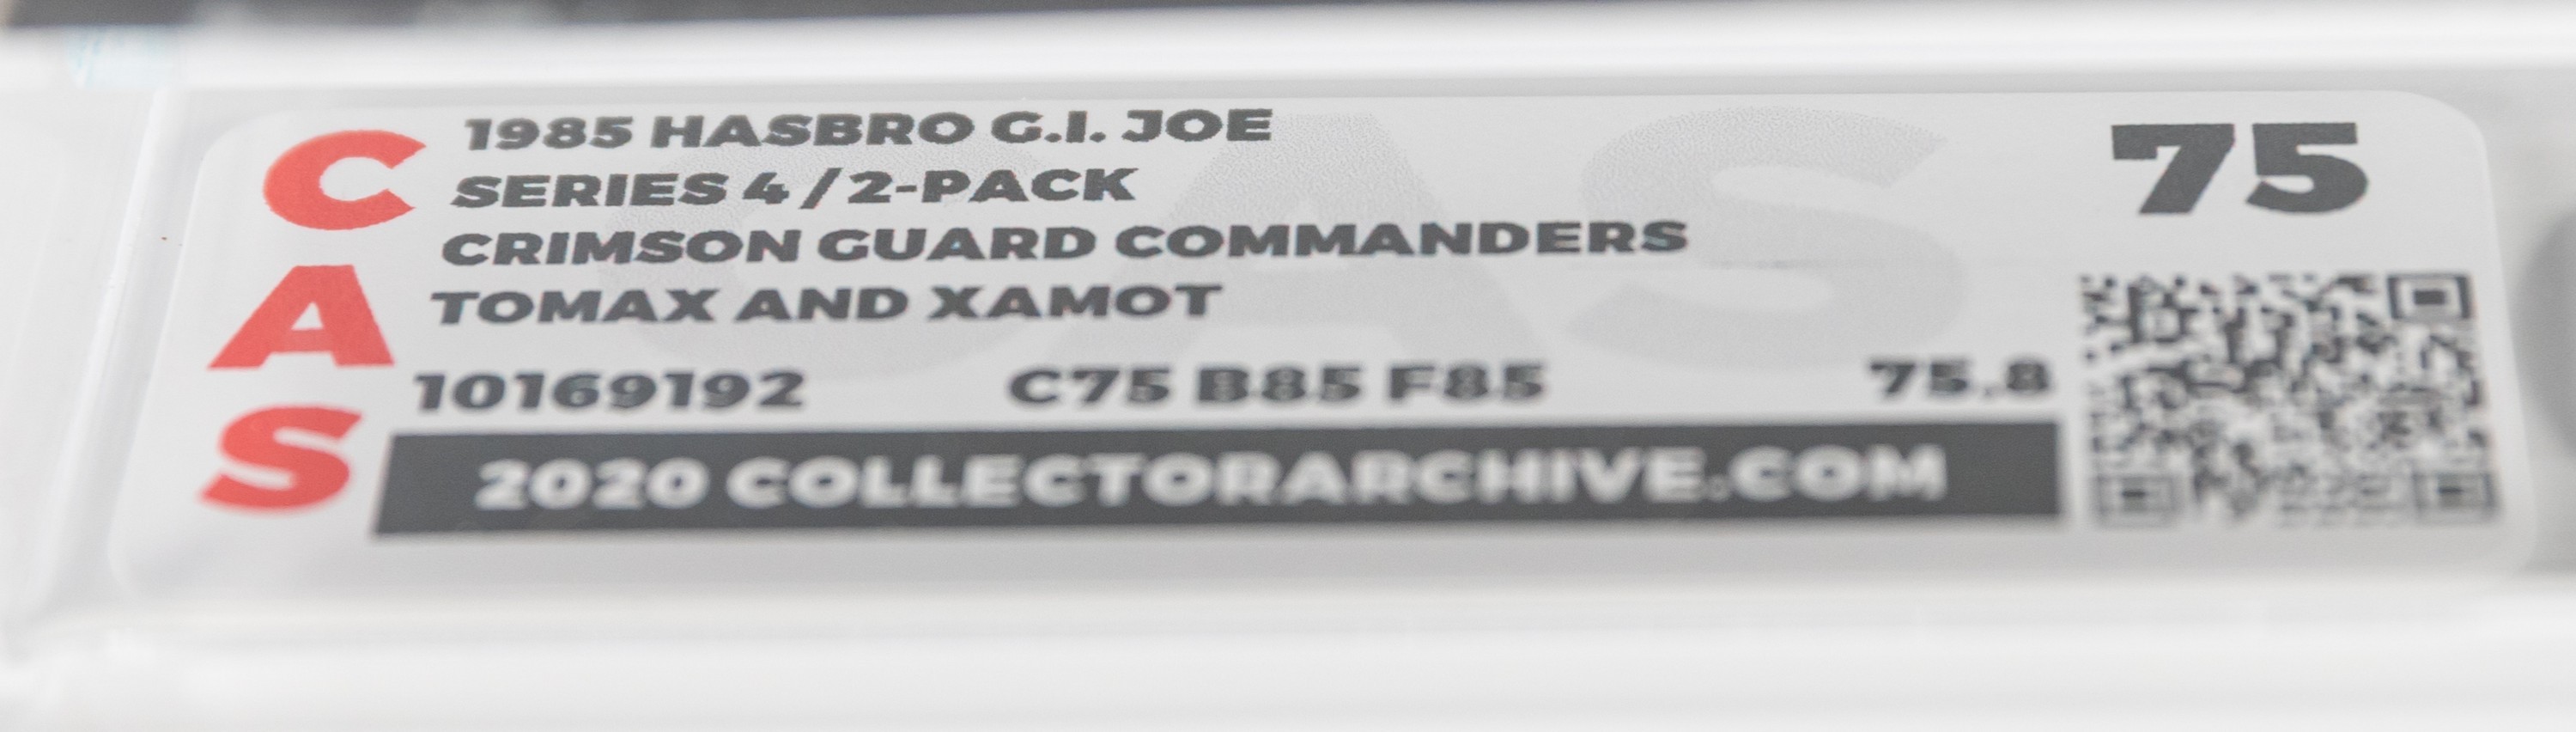 CAS
1985 HASBRO G.I. JOE
75
SERIES 4 / 2-PACK
CRIMSON GUARD COMMANDERS
TOMAX AND XAMOT
10169192 C75 B85 F85 75.8
2020 COLLECTORARCHIVE.COM